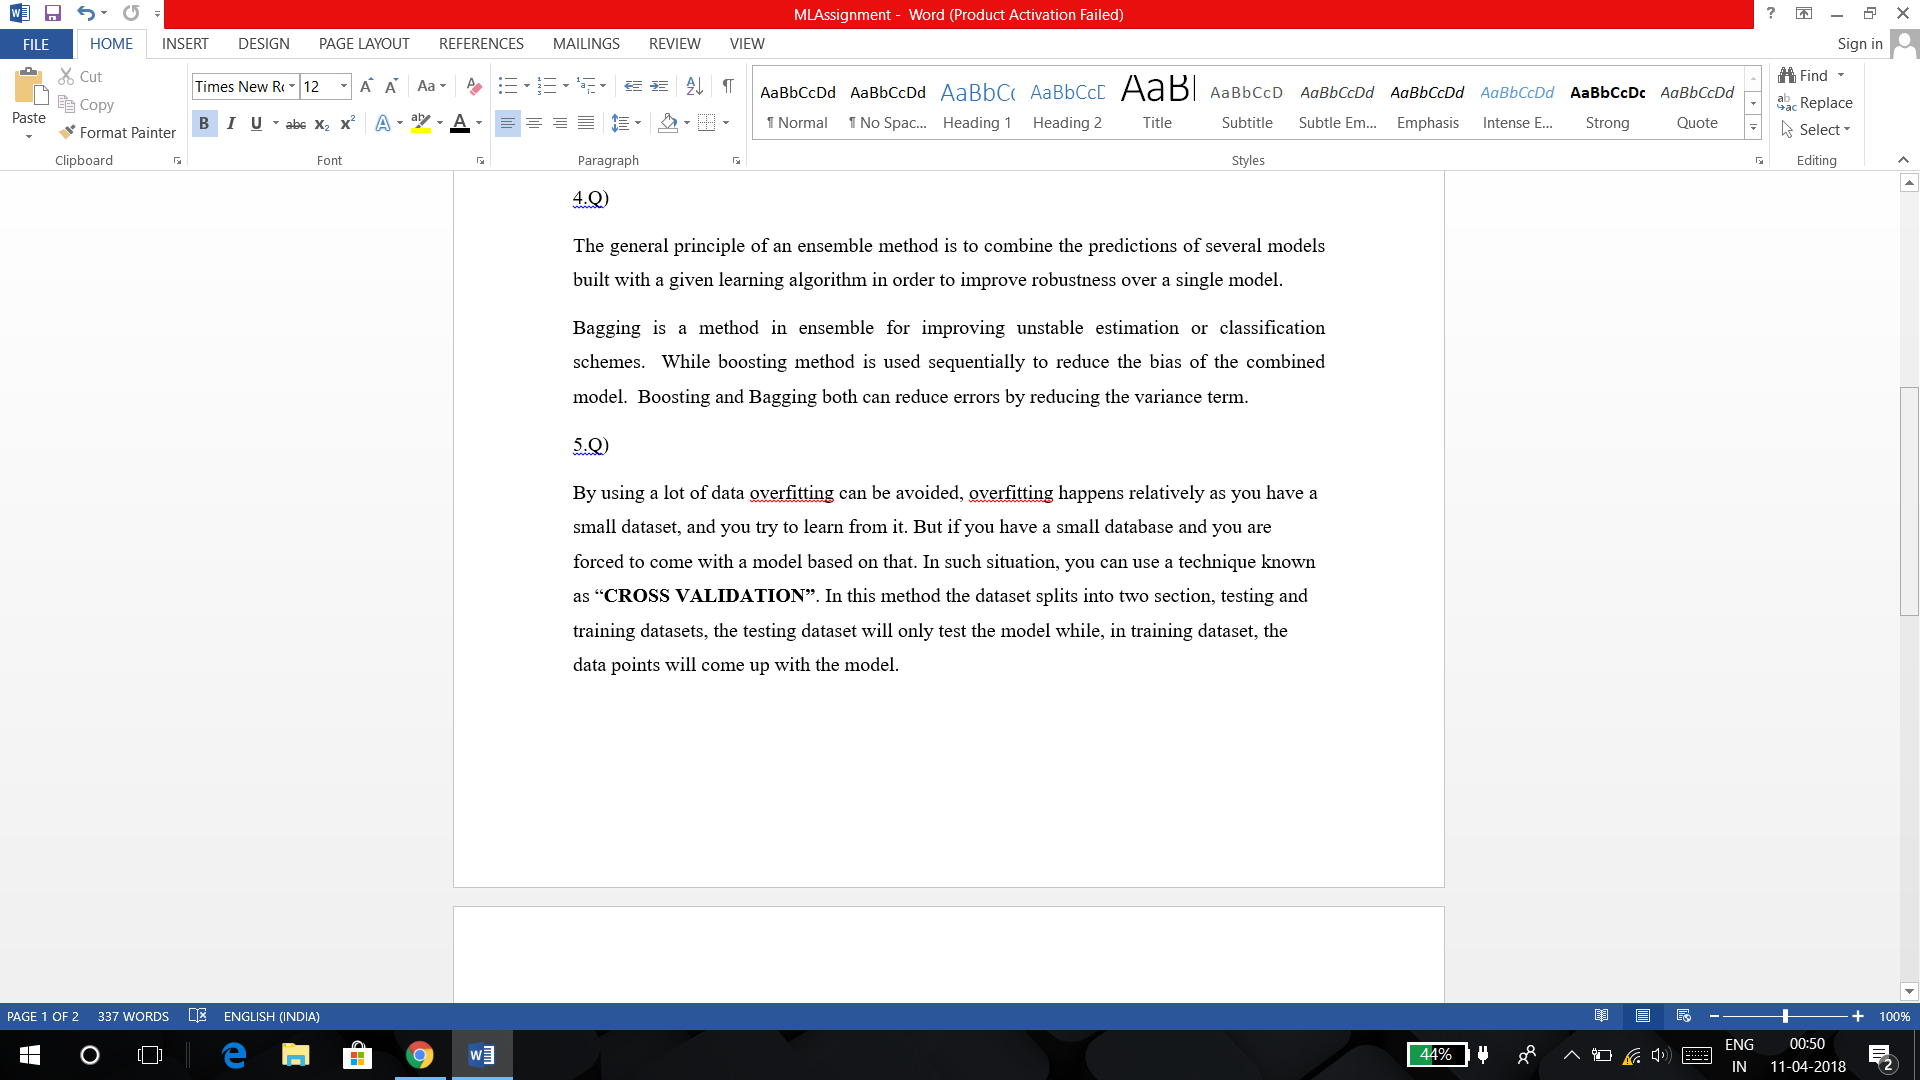 MLAssignment - Word (Product Activation Failed)
FILE HOME INSERT DESIGN PAGE LAYOUT REFERENCES MAILINGS REVIEW VIEW Sign in
Paste
Cut
Copy
Format Painter
Clipboard
Times New Ro 12
Font
Paragraph
AaBbCcDd AaBbCcDd AaBbCc AaBbCcD AaBl AaBbCcD AaBbCcDd AaBbCcDd AaBbCcDd AaBbCcDc AaBbCcDd
¶ Normal ¶ No Spac... Heading 1 Heading 2 Title Subtitle Subtle Em... Emphasis Intense E... Strong Quote
Styles
Find
Replace
Select
Editing
4.Q)
The general principle of an ensemble method is to combine the predictions of several models
built with a given learning algorithm in order to improve robustness over a single model.
Bagging is a method in ensemble for improving unstable estimation or classification
schemes. While boosting method is used sequentially to reduce the bias of the combined
model. Boosting and Bagging both can reduce errors by reducing the variance term.
5.Q)
By using a lot of data overfitting can be avoided, overfitting happens relatively as you have a
small dataset, and you try to learn from it. But if you have a small database and you are
forced to come with a model based on that. In such situation, you can use a technique known
as “CROSS VALIDATION”. In this method the dataset splits into two section, testing and
training datasets, the testing dataset will only test the model while, in training dataset, the
data points will come up with the model.
PAGE 1 OF 2 337 WORDS ENGLISH (INDIA) 100%
44%
ENG
IN
00:50
11-04-2018
2